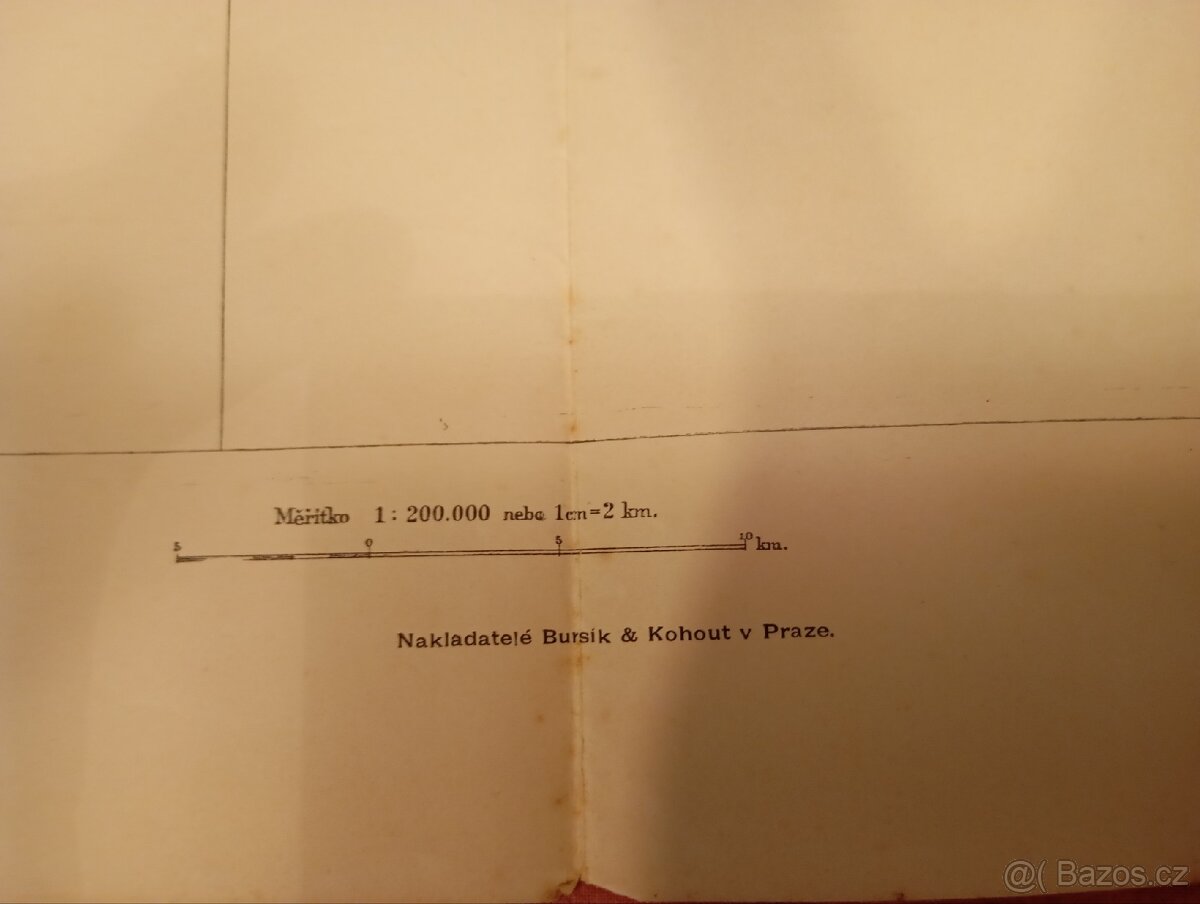 Měřítko 1 : 200.000 nebo 1cm=2 km.
5 0 5 10 km.
Nakladatelé Bursík & Kohout v Praze.
@( Bazos.cz